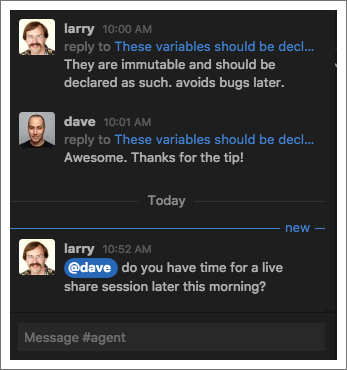 larry 10:00 AM
reply to These variables should be decl...
They are immutable and should be
declared as such. avoids bugs later.
dave 10:01 AM
reply to These variables should be decl...
Awesome. Thanks for the tip!
Today
new
larry 10:52 AM
@dave do you have time for a live
share session later this morning?
Message #agent